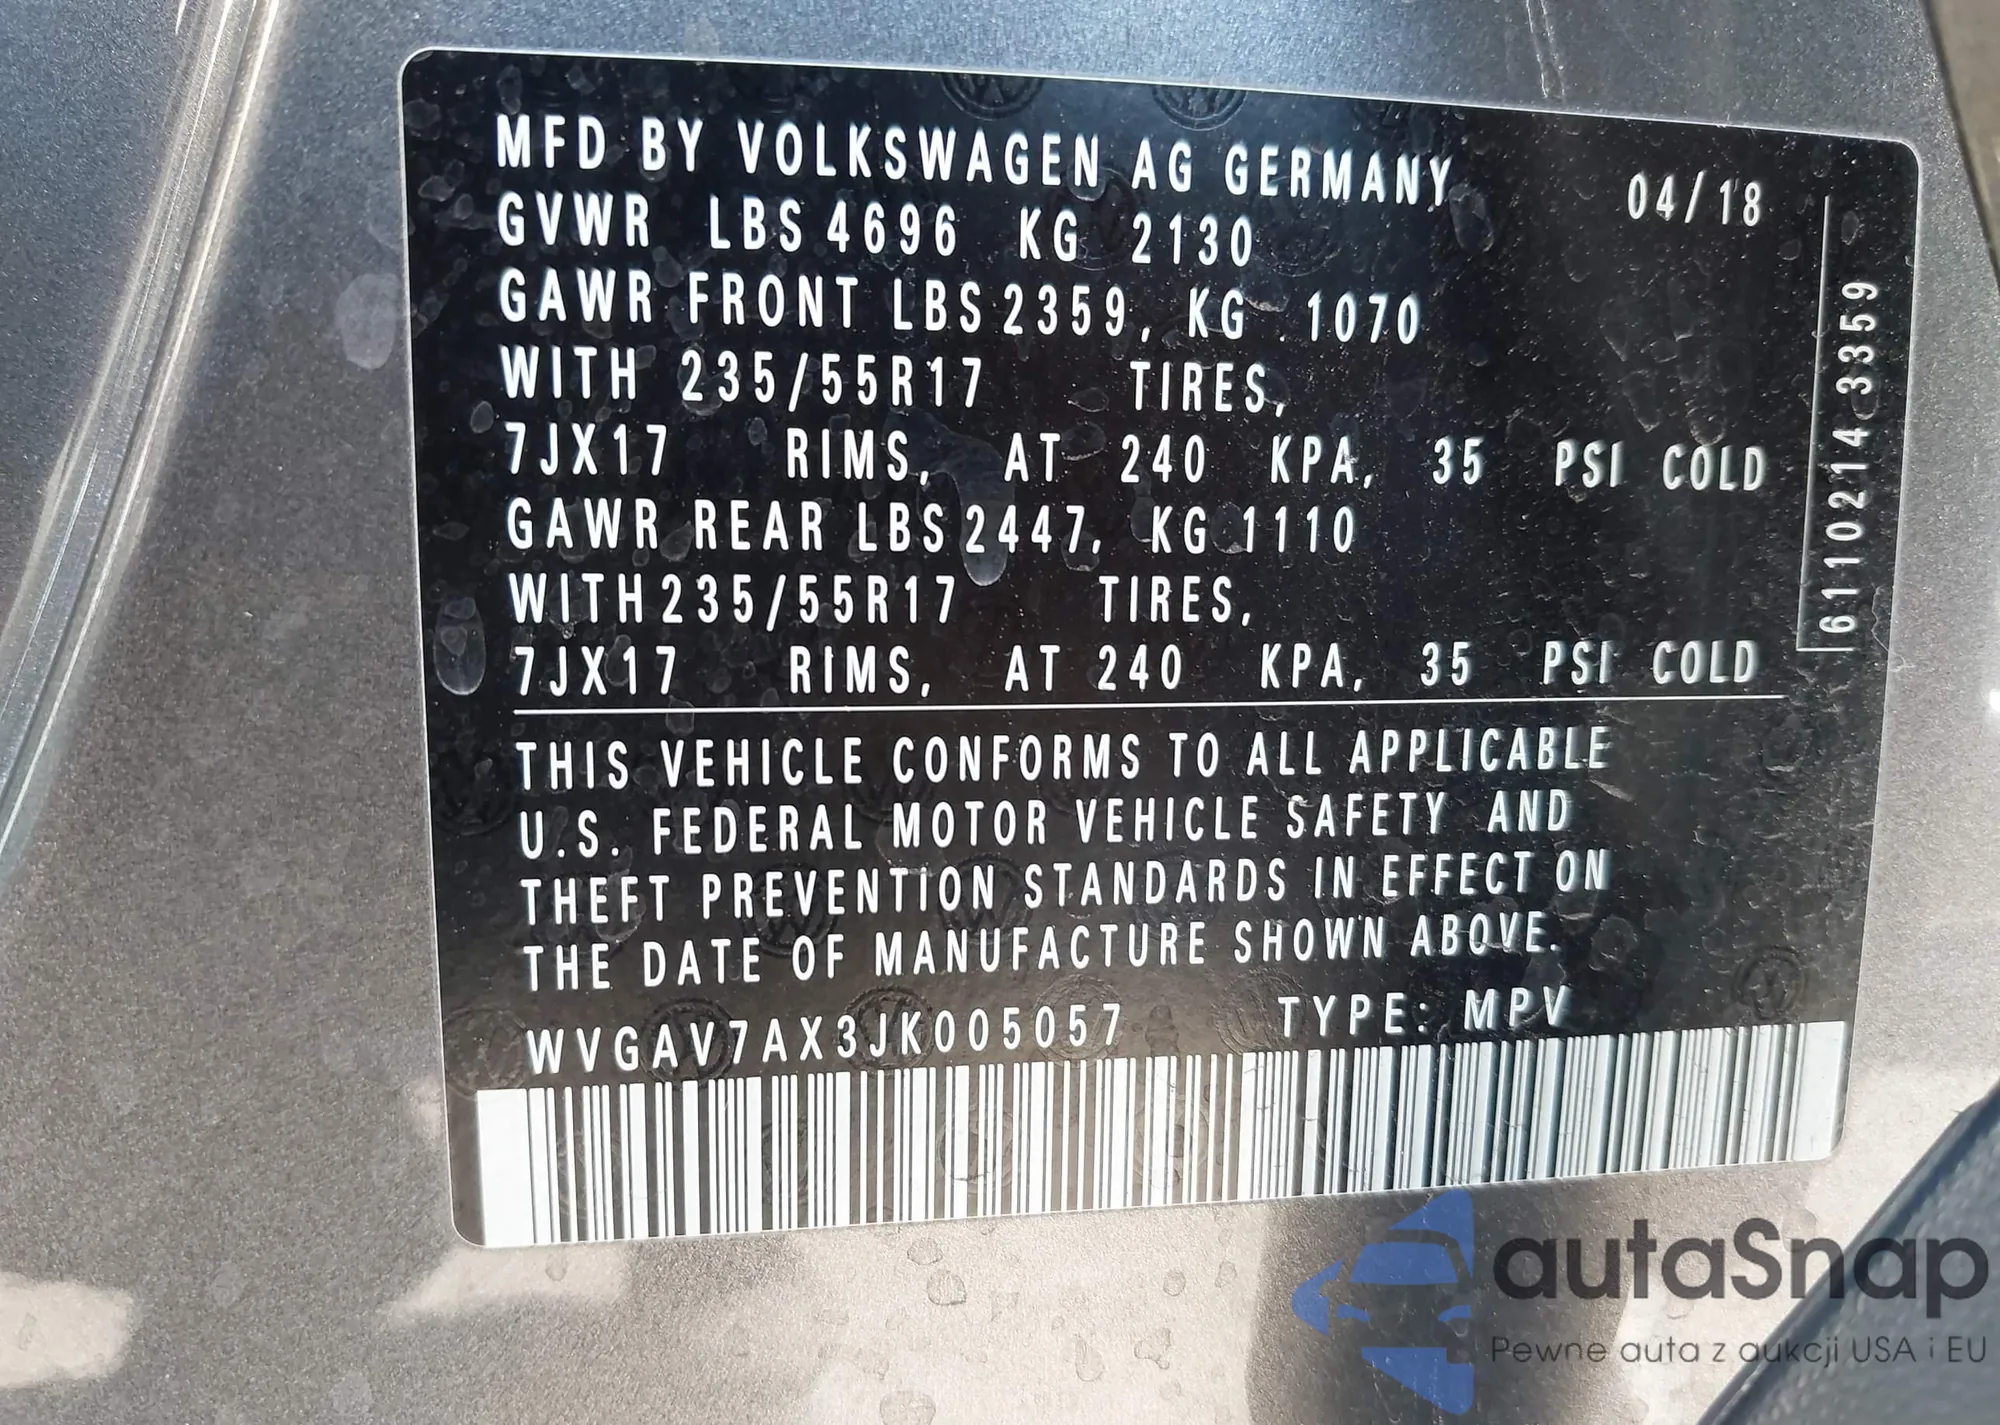 MFD BY VOLKSWAGEN AG GERMANY 04/18
GVWR LBS 4696 KG 2130
GAWR FRONT LBS 2359, KG 1070
WITH 235/55R17 TIRES,
7JX17 RIMS, AT 240 KPA, 35 PSI COLD
GAWR REAR LBS 2447, KG 1110
WITH 235/55R17 TIRES,
7JX17 RIMS, AT 240 KPA, 35 PSI COLD
6110214 3359
THIS VEHICLE CONFORMS TO ALL APPLICABLE
U.S. FEDERAL MOTOR VEHICLE SAFETY AND
THEFT PREVENTION STANDARDS IN EFFECT ON
THE DATE OF MANUFACTURE SHOWN ABOVE.
WVGAV7AX3JK005057 TYPE: MPV
autaSnap
Pewne auta z aukcji USA i EU